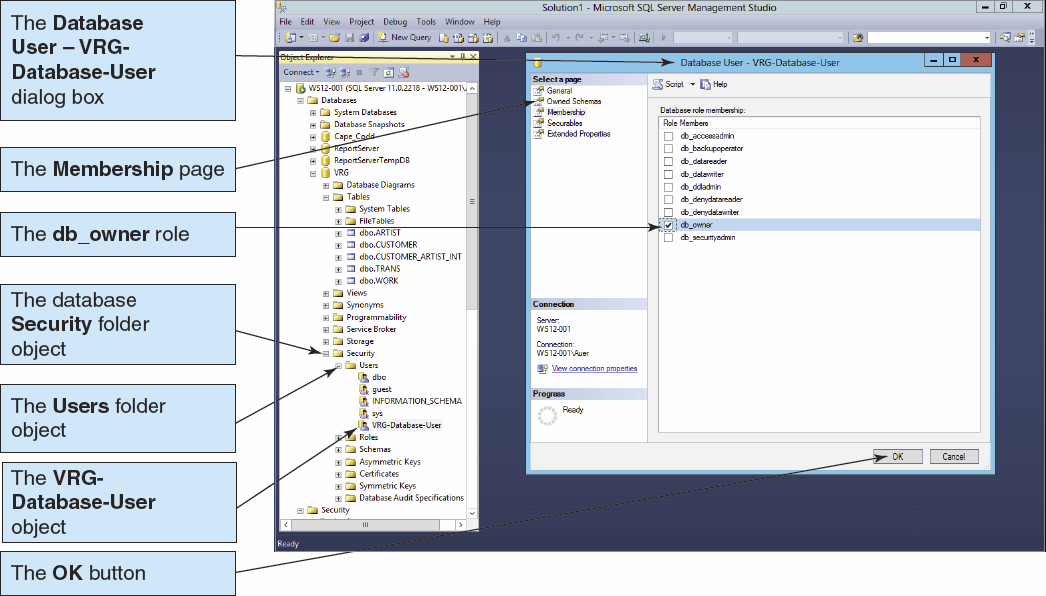 The Database
User – VRG-
Database-User
dialog box
The Membership page
The db_owner role
The database
Security folder
object
The Users folder
object
The VRG-
Database-User
object
The OK button
Solution1 - Microsoft SQL Server Management Studio
File Edit View Project Debug Tools Window Help
New Query
Object Explorer
Connect
WS12-001 (SQL Server 11.0.2218 - WS12-001\
Databases
System Databases
Database Snapshots
Cape_Codd
ReportServer
ReportServerTempDB
VRG
Database Diagrams
Tables
System Tables
FileTables
dbo.ARTIST
dbo.CUSTOMER
dbo.CUSTOMER_ARTIST_INT
dbo.TRANS
dbo.WORK
Views
Synonyms
Programmability
Service Broker
Storage
Security
Users
dbo
guest
INFORMATION_SCHEMA
sys
VRG-Database-User
Roles
Schemas
Asymmetric Keys
Certificates
Symmetric Keys
Database Audit Specifications
Security
Ready
Database User - VRG-Database-User
Select a page
General
Owned Schemas
Membership
Securables
Extended Properties
Connection
Server:
WS12-001
Connection:
WS12-001\Auer
View connection properties
Progress
Ready
Script Help
Database role membership:
Role Members
db_accessadmin
db_backupoperator
db_datareader
db_datawriter
db_ddladmin
db_denydatareader
db_denydatawriter
db_owner
db_securityadmin
OK Cancel